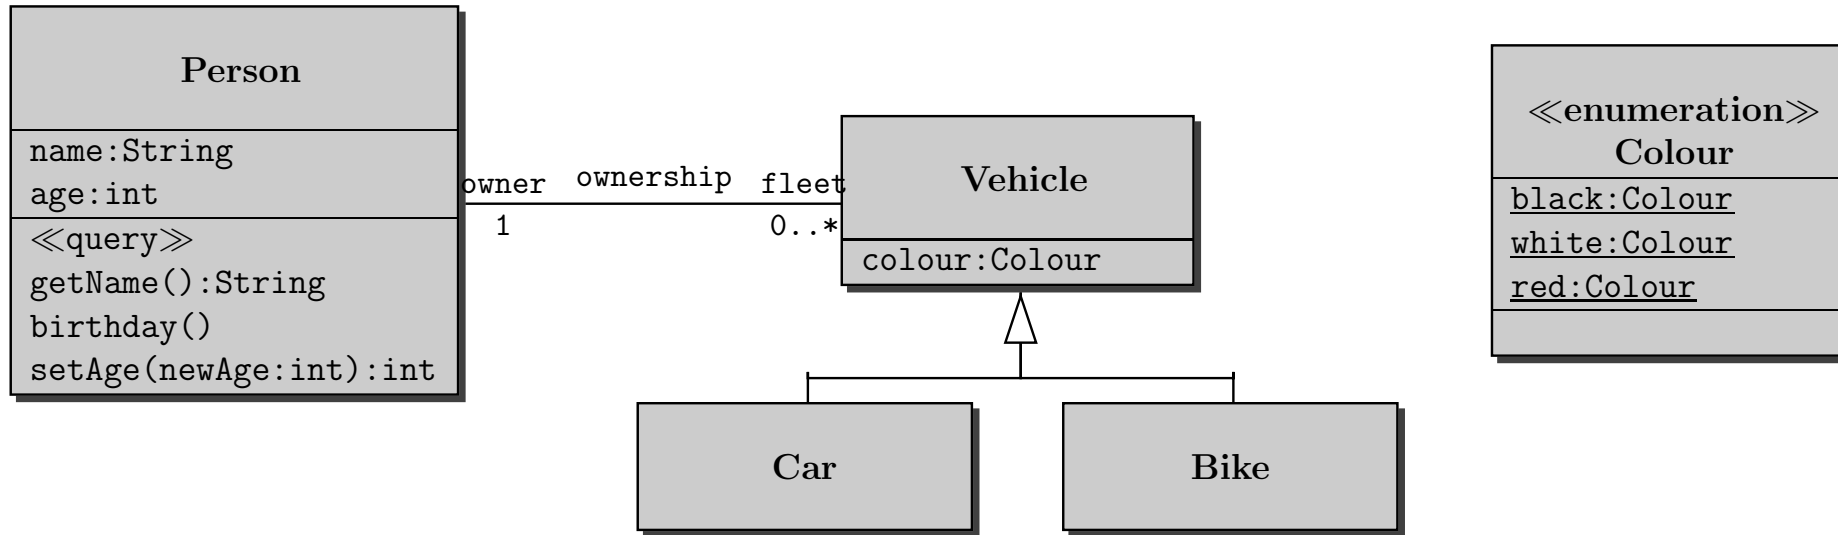 Person
name:String
age:int
≪query≫
getName():String
birthday()
setAge(newAge:int):int
owner ownership fleet
1 0..*
Vehicle
colour:Colour
Car
Bike
≪enumeration≫
Colour
black:Colour
white:Colour
red:Colour